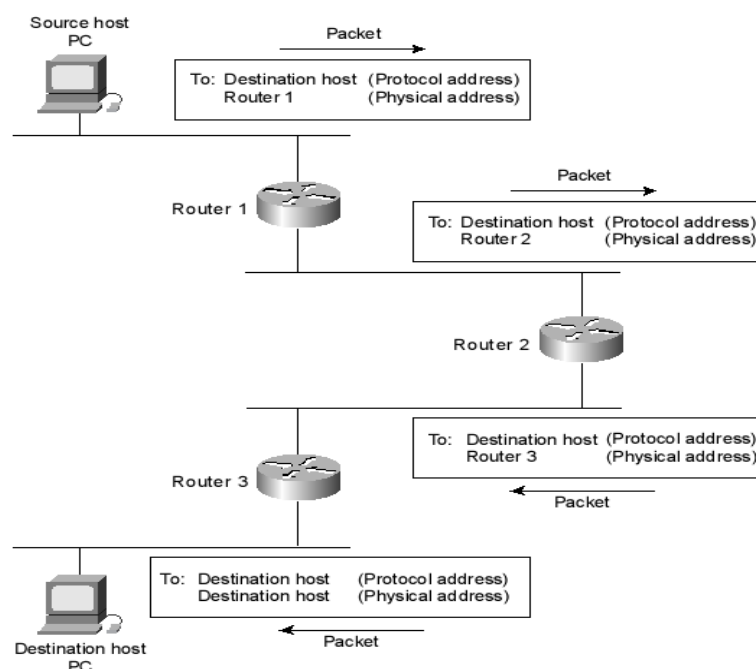 Source host
PC
Packet
To: Destination host (Protocol address)
Router 1 (Physical address)
Router 1
Packet
To: Destination host (Protocol address)
Router 2 (Physical address)
Router 2
To: Destination host (Protocol address)
Router 3 (Physical address)
Packet
Router 3
To: Destination host (Protocol address)
Destination host (Physical address)
Packet
Destination host
PC